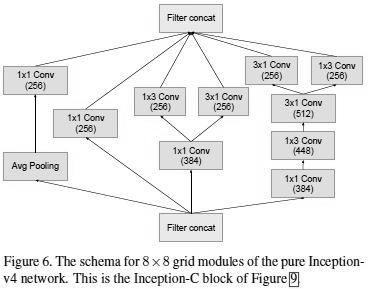 Filter concat
3x1 Conv
(256)
1x3 Conv
(256)
1x1 Conv
(256)
1x3 Conv
(256)
3x1 Conv
(256)
3x1 Conv
(512)
1x1 Conv
(256)
1x3 Conv
(448)
Avg Pooling
1x1 Conv
(384)
1x1 Conv
(384)
Filter concat
Figure 6. The schema for 8 × 8 grid modules of the pure Inception-
v4 network. This is the Inception-C block of Figure 9.